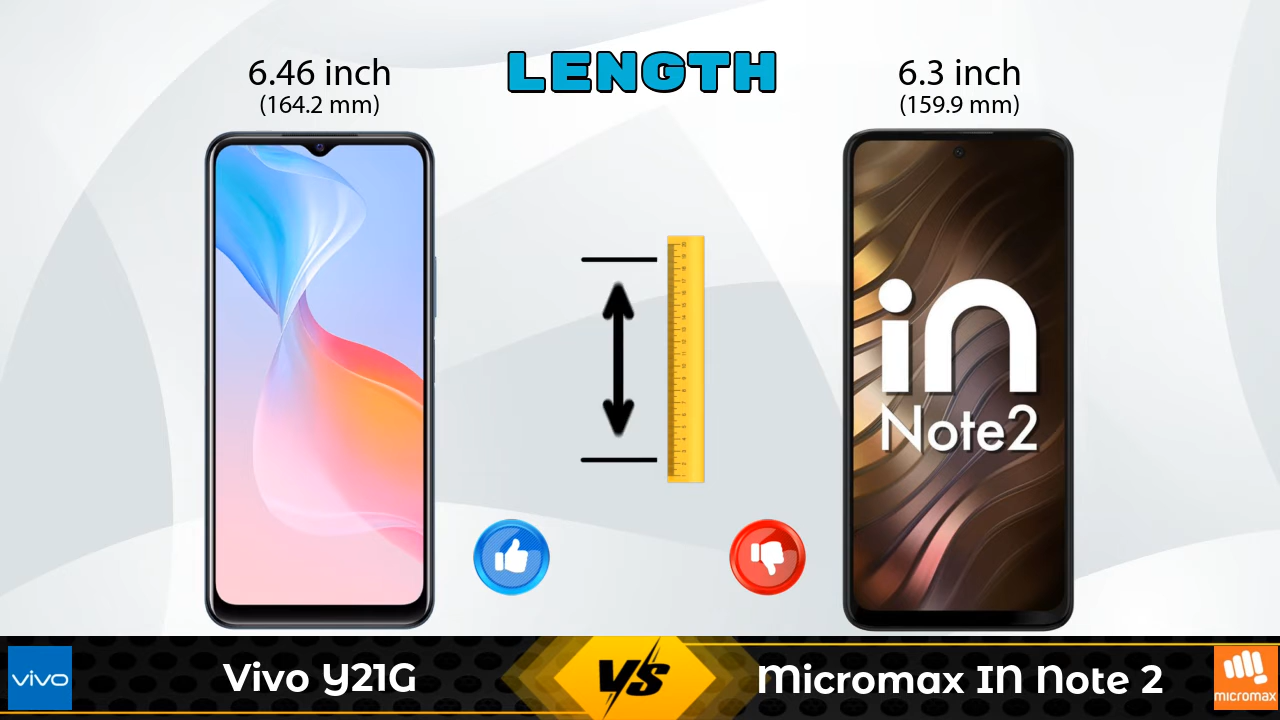 LENGTH
6.46 inch
(164.2 mm)
6.3 inch
(159.9 mm)
in
Note2
vivo
Vivo Y21G
VS
Micromax IN Note 2
micromax